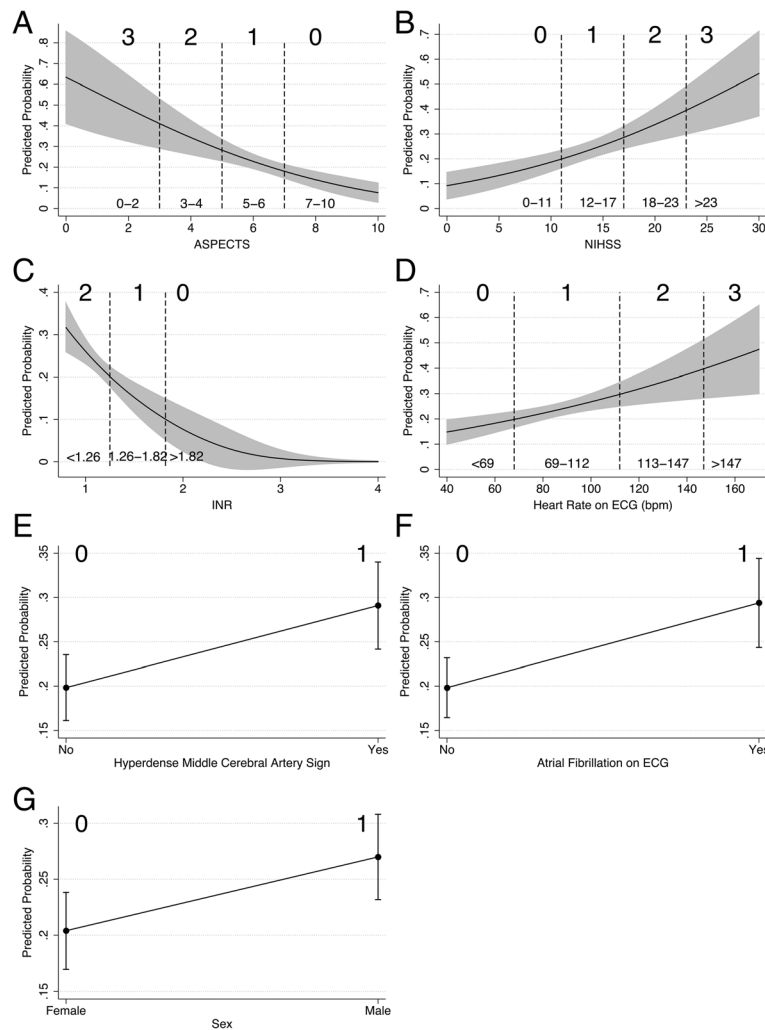 A
3 2 1 0
Predicted Probability
0 .1 .2 .3 .4 .5 .6 .7 .8
0–2 3–4 5–6 7–10
0 2 4 6 8 10
ASPECTS
B
0 1 2 3
Predicted Probability
0 .1 .2 .3 .4 .5 .6 .7
0–11 12–17 18–23 >23
0 5 10 15 20 25 30
NIHSS
C
2 1 0
Predicted Probability
0 .1 .2 .3 .4
<1.26 1.26–1.82 >1.82
1 2 3 4
INR
D
0 1 2 3
Predicted Probability
0 .1 .2 .3 .4 .5 .6 .7
<69 69–112 113–147 >147
40 60 80 100 120 140 160
Heart Rate on ECG (bpm)
E
0 1
Predicted Probability
.15 .2 .25 .3 .35
No Yes
Hyperdense Middle Cerebral Artery Sign
F
0 1
Predicted Probability
.15 .2 .25 .3 .35
No Yes
Atrial Fibrillation on ECG
G
0 1
Predicted Probability
.15 .2 .25 .3
Female Male
Sex